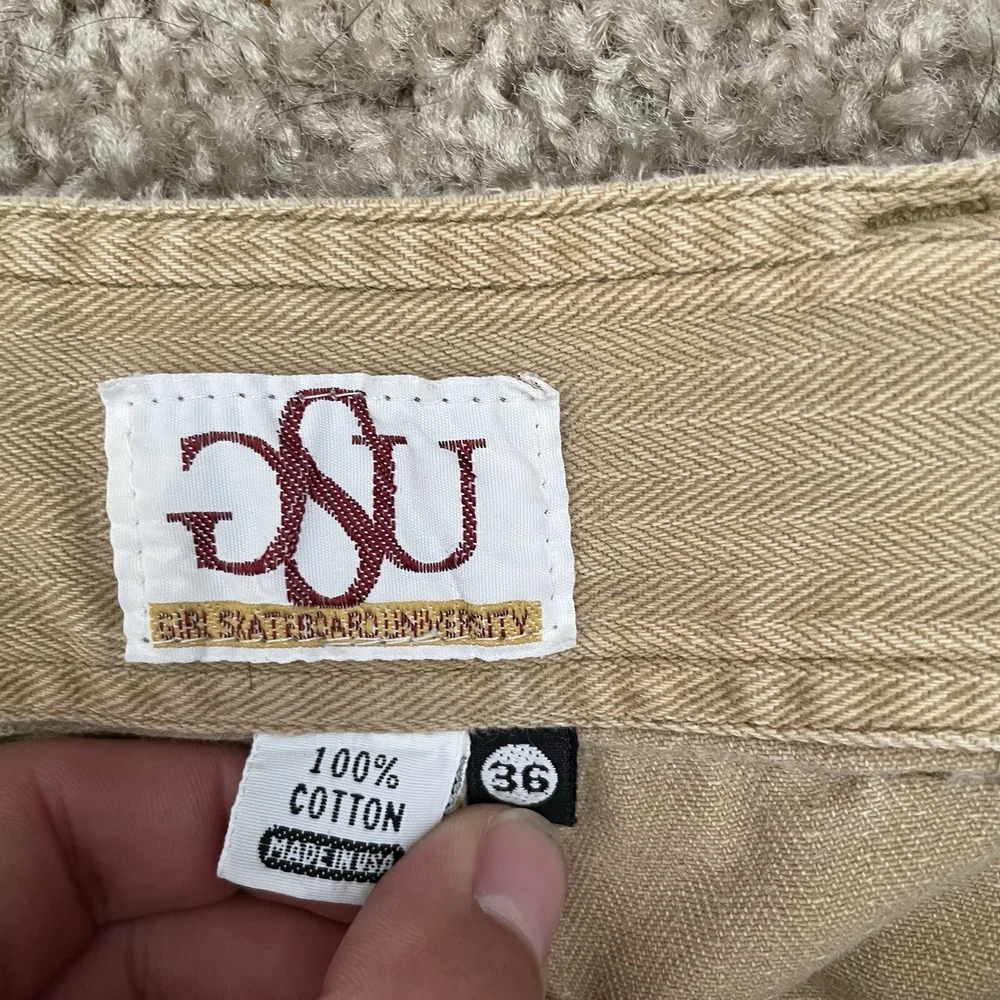 GSU
GIRL SKATEBOARD UNIVERSITY
100%
COTTON
36
MADE IN USA